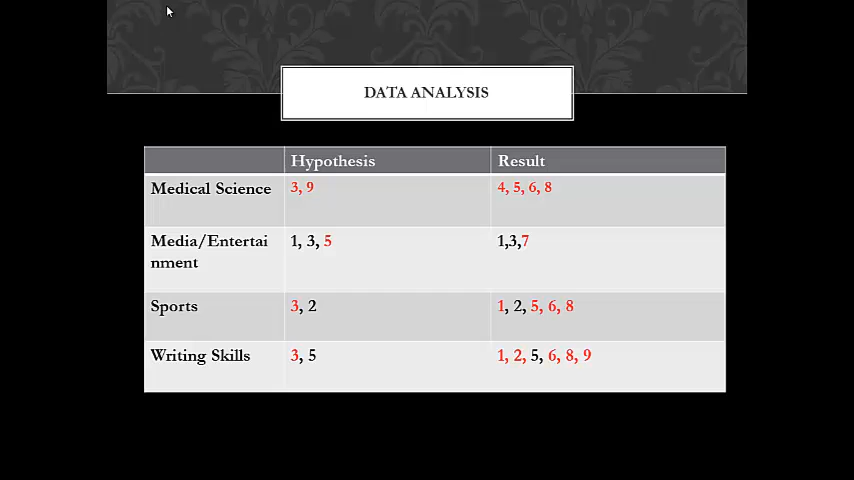 DATA ANALYSIS
Hypothesis Result
Medical Science 3, 9 4, 5, 6, 8
Media/Entertai 1, 3, 5 1,3,7
nment
Sports 3, 2 1, 2, 5, 6, 8
Writing Skills 3, 5 1, 2, 5, 6, 8, 9